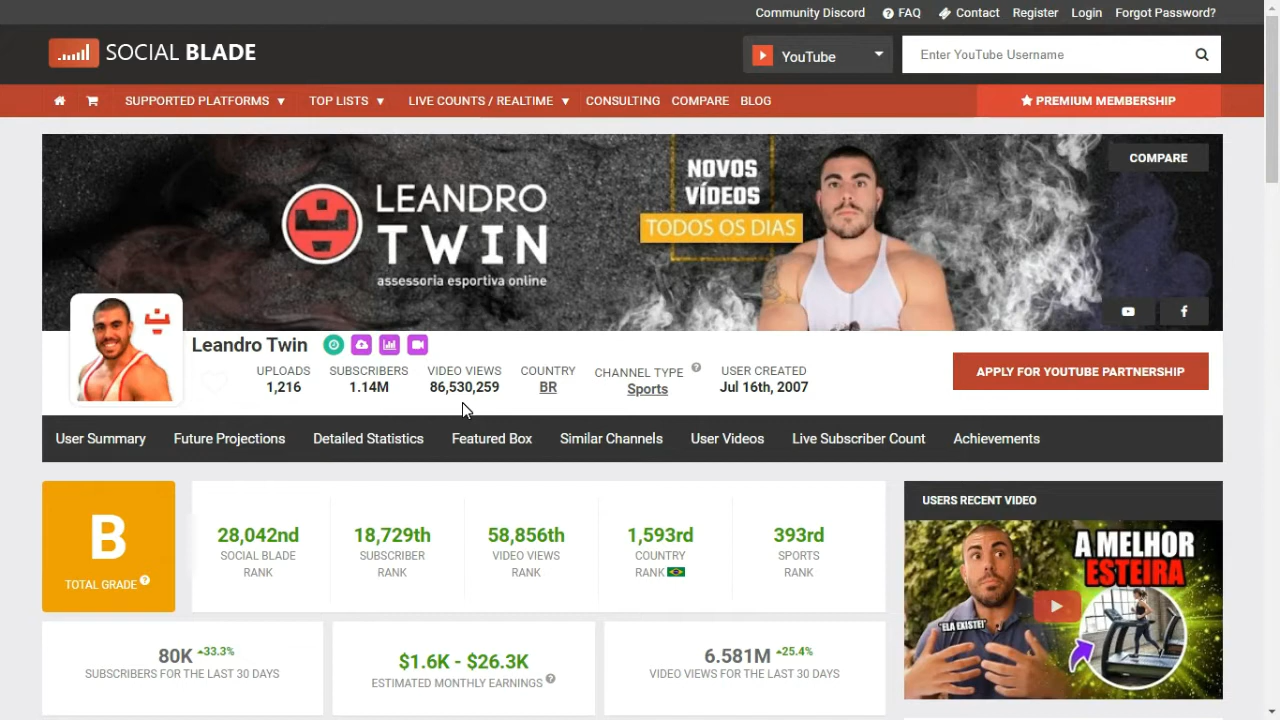 Community Discord FAQ Contact Register Login Forgot Password?
SOCIAL BLADE
YouTube
Enter YouTube Username
SUPPORTED PLATFORMS TOP LISTS LIVE COUNTS / REALTIME CONSULTING COMPARE BLOG
PREMIUM MEMBERSHIP
COMPARE
LEANDRO
TWIN
assessoria esportiva online
NOVOS
VÍDEOS
TODOS OS DIAS
Leandro Twin
UPLOADS SUBSCRIBERS VIDEO VIEWS COUNTRY CHANNEL TYPE USER CREATED
1,216 1.14M 86,530,259 BR Sports Jul 16th, 2007
APPLY FOR YOUTUBE PARTNERSHIP
User Summary Future Projections Detailed Statistics Featured Box Similar Channels User Videos Live Subscriber Count Achievements
B
TOTAL GRADE
28,042nd
SOCIAL BLADE
RANK
18,729th
SUBSCRIBER
RANK
58,856th
VIDEO VIEWS
RANK
1,593rd
COUNTRY
RANK
393rd
SPORTS
RANK
USERS RECENT VIDEO
A MELHOR
ESTEIRA
'ELA EXISTE!'
80K 33.3%
SUBSCRIBERS FOR THE LAST 30 DAYS
$1.6K - $26.3K
ESTIMATED MONTHLY EARNINGS
6.581M 25.4%
VIDEO VIEWS FOR THE LAST 30 DAYS